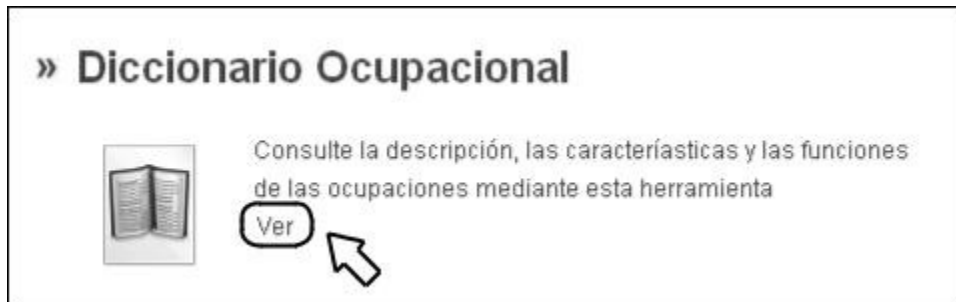 » Diccionario Ocupacional
Consulte la descripción, las caracteríasticas y las funciones
de las ocupaciones mediante esta herramienta
Ver